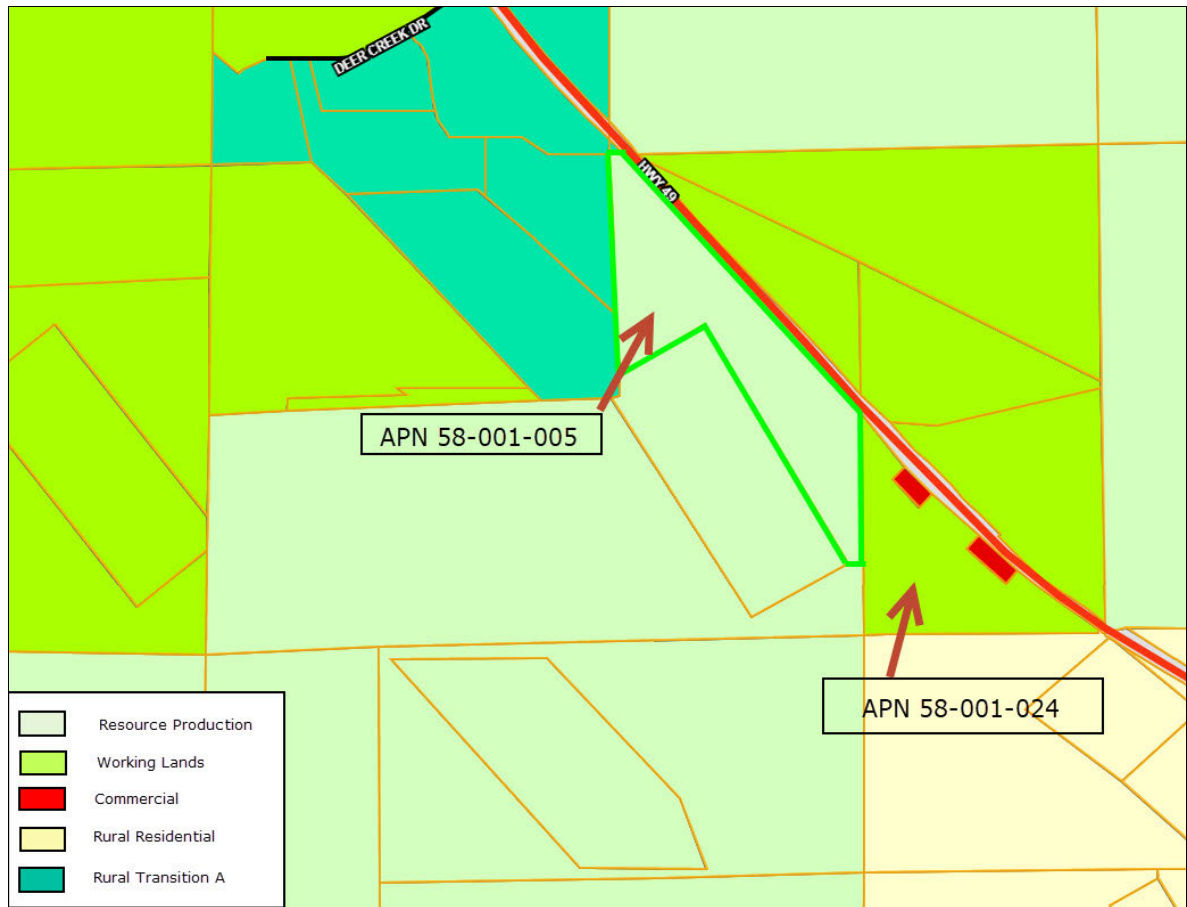 DEER CREEK DR
HWY 49
APN 58-001-005
APN 58-001-024
Resource Production
Working Lands
Commercial
Rural Residential
Rural Transition A